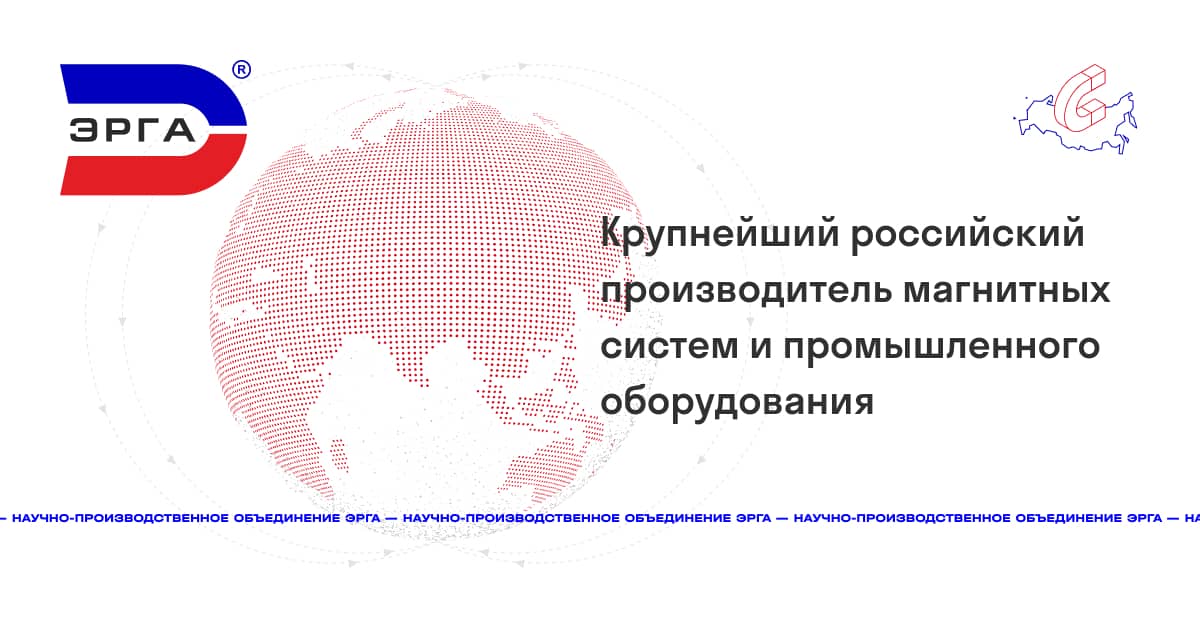 ЭРГА
®
Крупнейший российский
производитель магнитных
систем и промышленного
оборудования
— НАУЧНО-ПРОИЗВОДСТВЕННОЕ ОБЪЕДИНЕНИЕ ЭРГА — НАУЧНО-ПРОИЗВОДСТВЕННОЕ ОБЪЕДИНЕНИЕ ЭРГА — НАУЧНО-ПРОИЗВОДСТВЕННОЕ ОБЪЕДИНЕНИЕ ЭРГА — НА